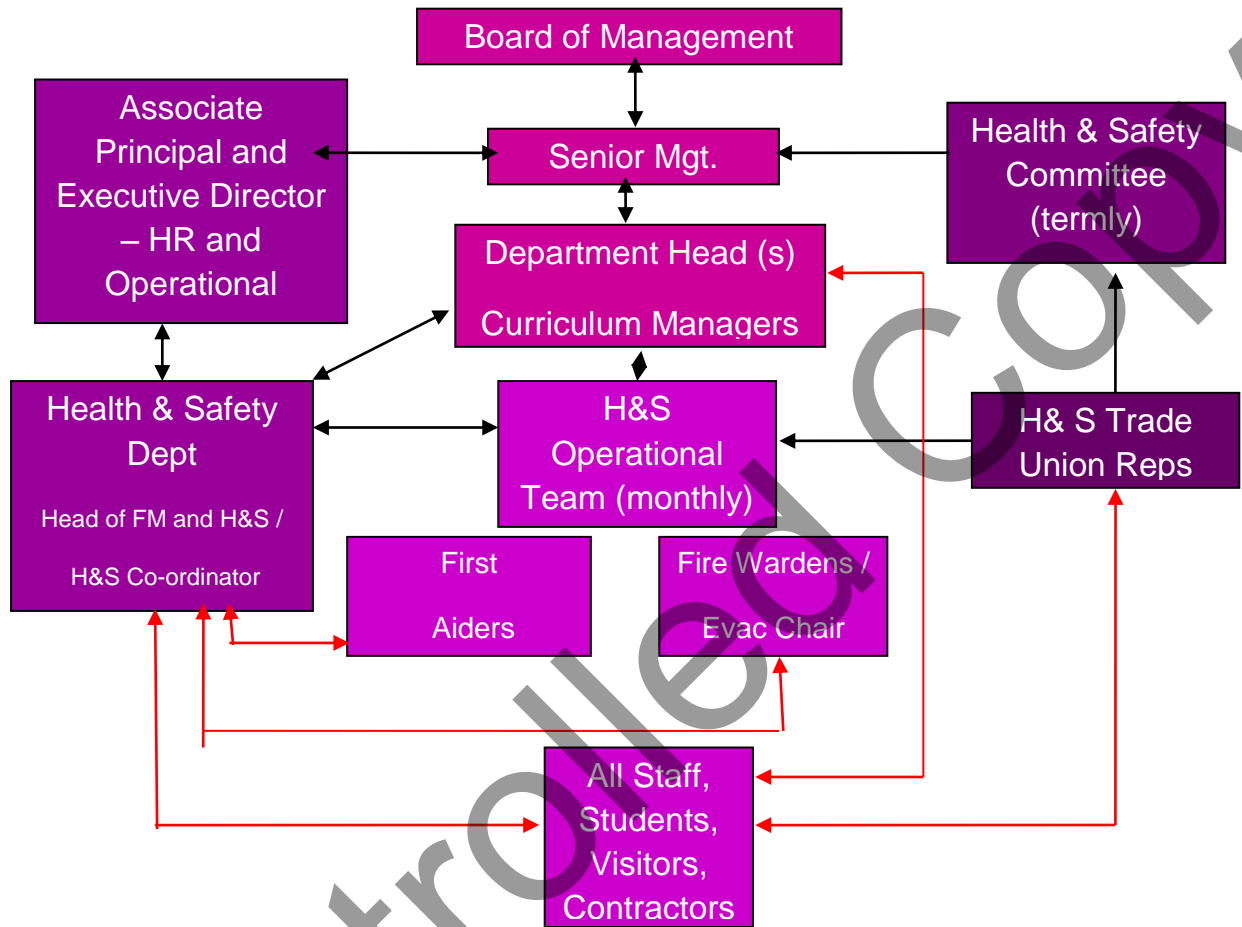 Board of Management
Associate
Principal and
Executive Director
– HR and
Operational
Senior Mgt.
Health & Safety
Committee
(termly)
Department Head (s)
Curriculum Managers
Health & Safety
Dept
Head of FM and H&S /
H&S Co-ordinator
H&S
Operational
Team (monthly)
H& S Trade
Union Reps
First
Aiders
Fire Wardens /
Evac Chair
All Staff,
Students,
Visitors,
Contractors
trolled Copy